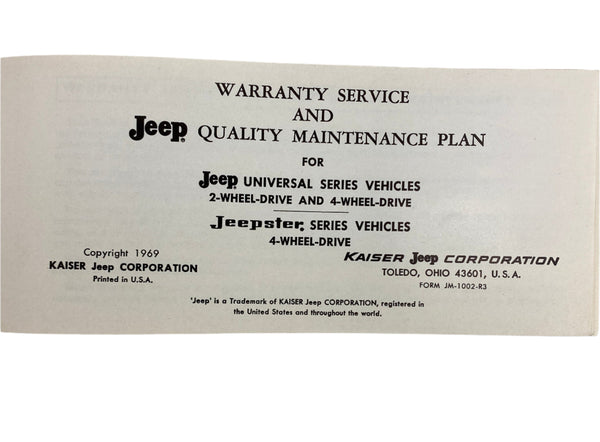 WARRANTY SERVICE
AND
Jeep QUALITY MAINTENANCE PLAN
FOR
Jeep UNIVERSAL SERIES VEHICLES
2-WHEEL-DRIVE AND 4-WHEEL-DRIVE
Jeepster SERIES VEHICLES
4-WHEEL-DRIVE
Copyright 1969
KAISER Jeep CORPORATION
Printed in U.S.A.
KAISER Jeep CORPORATION
TOLEDO, OHIO 43601, U. S. A.
FORM JM-1002-R3
'Jeep' is a Trademark of KAISER Jeep CORPORATION, registered in
the United States and throughout the world.